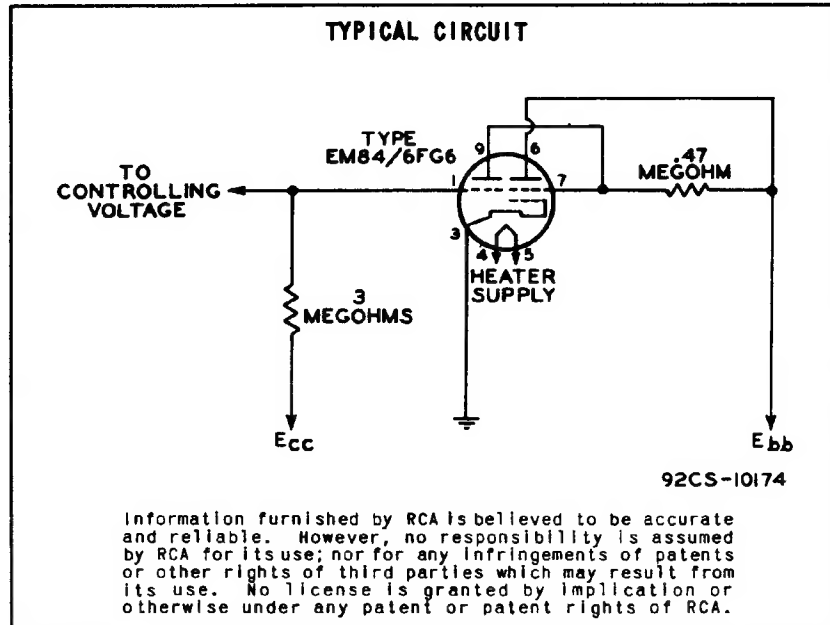 TYPICAL CIRCUIT
TYPE
EM84/6FG6
9
6
.47
MEGOHM
TO
CONTROLLING
VOLTAGE
1
7
3
4
5
HEATER
SUPPLY
3
MEGOHMS
Ecc
Ebb
92CS-10174
Information furnished by RCA is believed to be accurate
and reliable. However, no responsibility is assumed
by RCA for its use; nor for any infringements of patents
or other rights of third parties which may result from
its use. No license is granted by implication or
otherwise under any patent or patent rights of RCA.